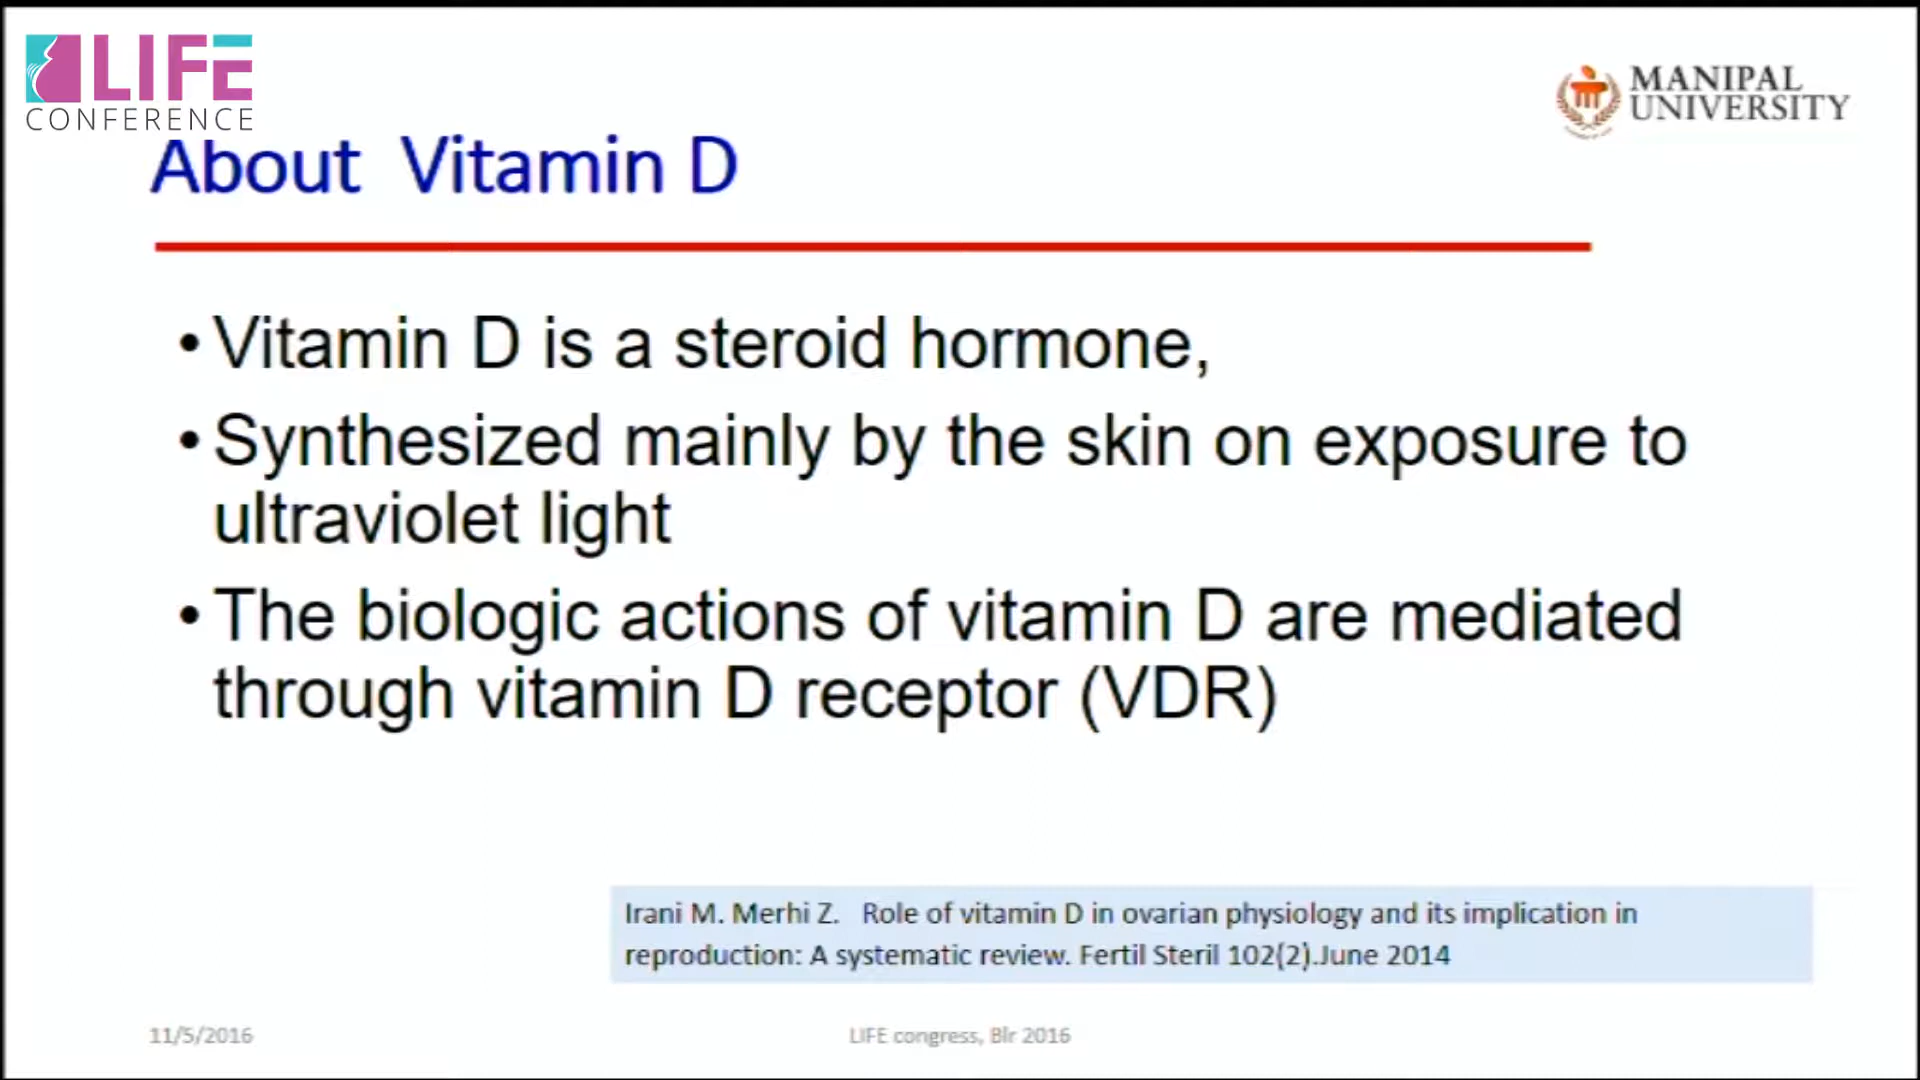 LIFE
CONFERENCE
MANIPAL
UNIVERSITY
About Vitamin D
• Vitamin D is a steroid hormone,
• Synthesized mainly by the skin on exposure to
ultraviolet light
• The biologic actions of vitamin D are mediated
through vitamin D receptor (VDR)
Irani M. Merhi Z. Role of vitamin D in ovarian physiology and its implication in
reproduction: A systematic review. Fertil Steril 102(2).June 2014
11/5/2016
LIFE congress, Blr 2016